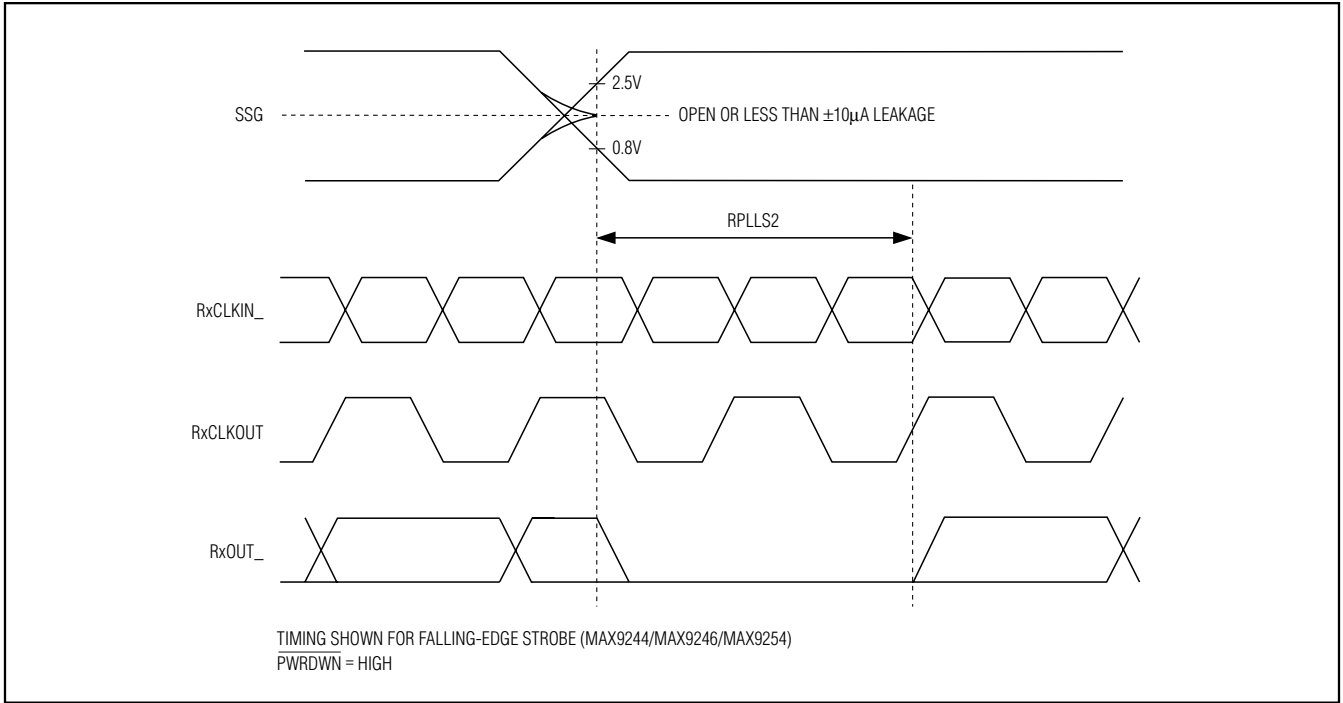 2.5V
SSG
OPEN OR LESS THAN ±10μA LEAKAGE
0.8V
RPLLS2
RxCLKIN_
RxCLKOUT
RxOUT_
TIMING SHOWN FOR FALLING-EDGE STROBE (MAX9244/MAX9246/MAX9254)
PWRDWN = HIGH